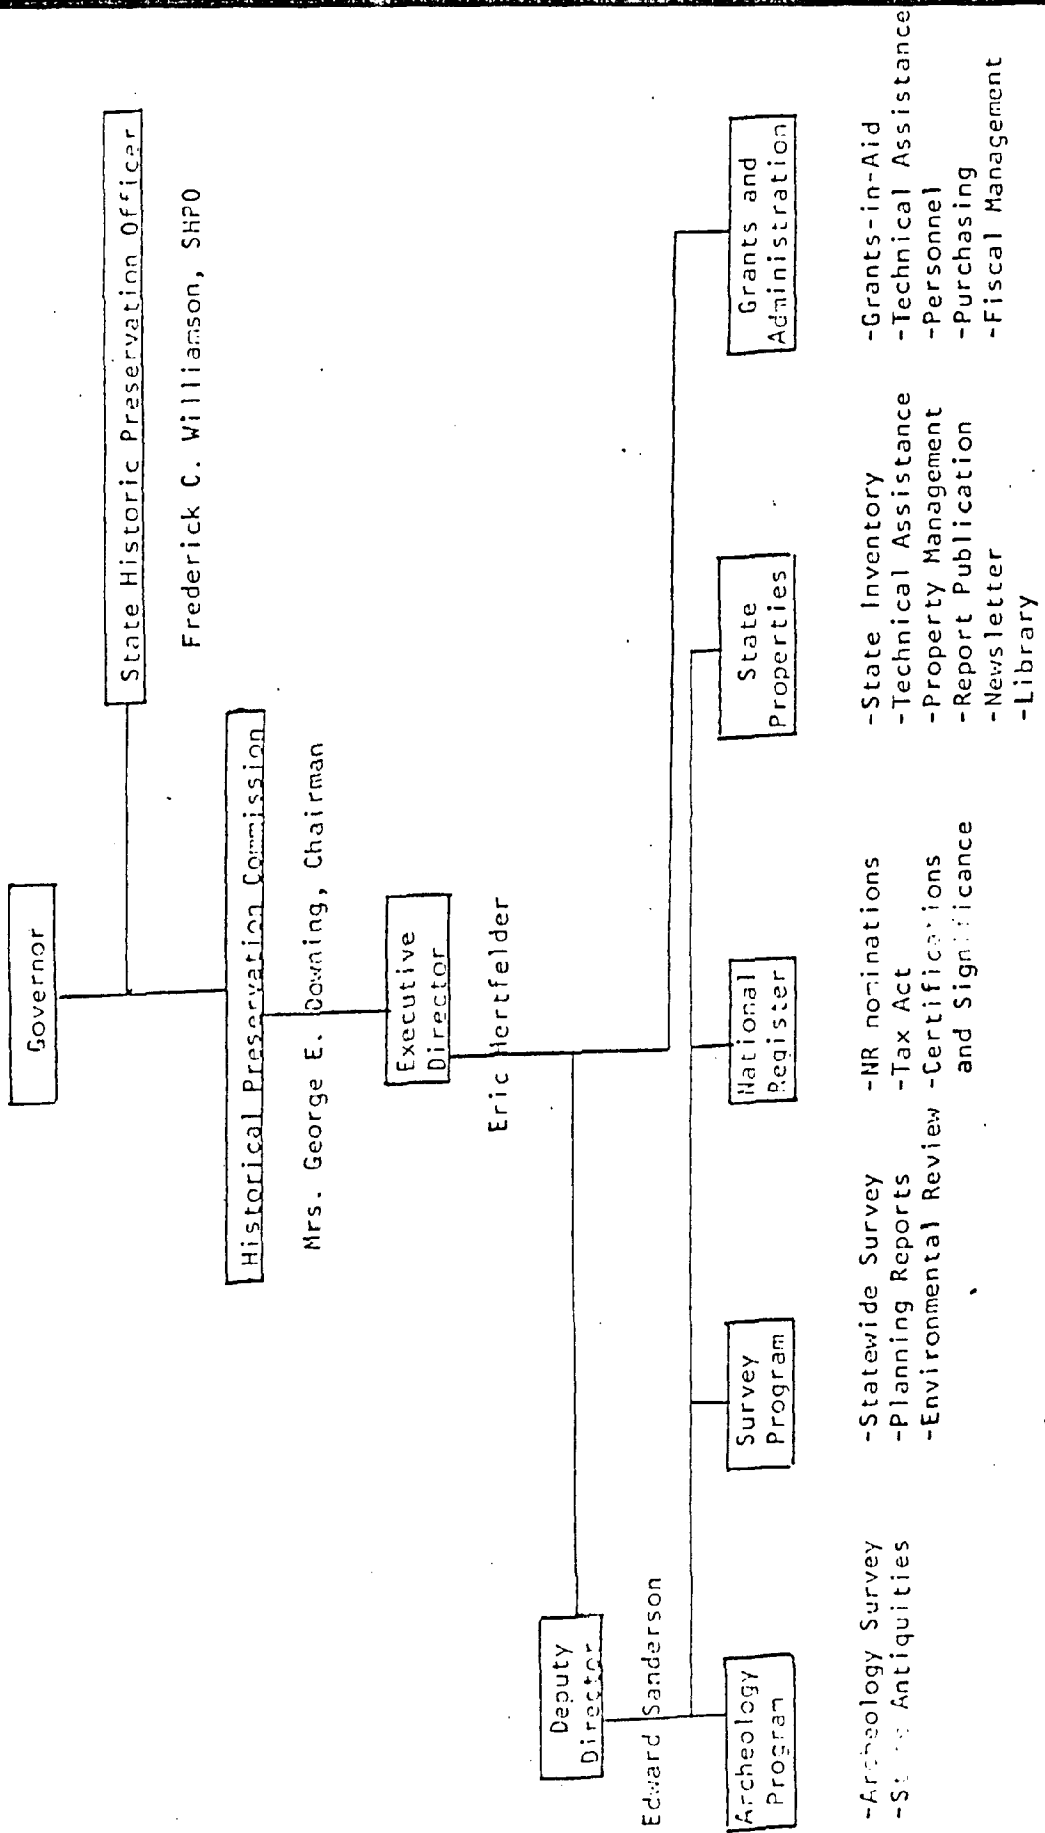 Governor
State Historic Preservation Officer
Frederick C. Williamson, SHPO
Historical Preservation Commission
Mrs. George E. Downing, Chairman
Executive
Director
Eric Hertfelder
Deputy
Director
Edward Sanderson
Archeology
Program
-Archeology Survey
Antiquities
Survey
Program
-Statewide Survey
-Planning Reports
-Environmental Review
National
Register
-NR nominations
-Tax Act
-Certifications
and Significance
State
Properties
-State Inventory
-Technical Assistance
-Property Management
-Report Publication
-Newsletter
-Library
Grants and
Administration
-Grants-in-Aid
-Technical Assistance
-Personnel
-Purchasing
-Fiscal Management